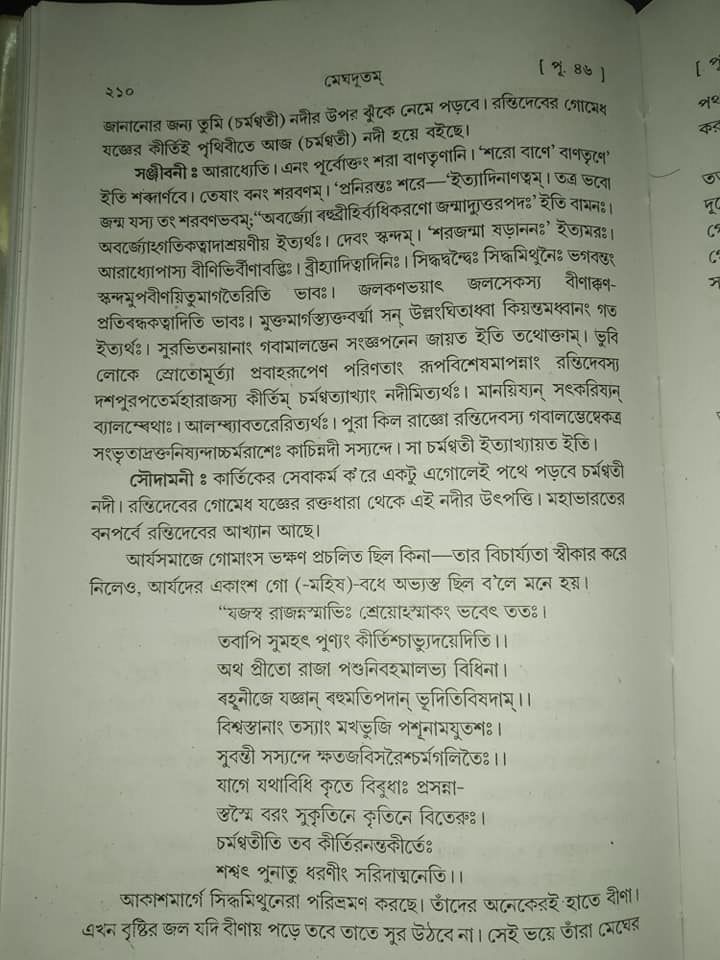 ২১০ মেঘদূতম্ [ পূ. ৪৬ ]
জানানোর জন্য তুমি (চর্মণ্বতী) নদীর উপর ঝুঁকে নেমে পড়বে। রন্তিদেবের গোমেধ
যজ্ঞের কীর্তিই পৃথিবীতে আজ (চর্মণ্বতী) নদী হয়ে বইছে।
সঞ্জীবনী : আরাধ্যেতি। এনং পূর্বোক্তং শরা বাণতৃণানি। ‘শরো বাণে’ বাণতৃণে’
ইতি শব্দার্ণবে। তেষাং বনং শরবণম্। ‘প্রনিরন্তঃ শরে—‘ইত্যাদিনাণত্বম্। তত্র ভবো
জন্ম যস্য তং শরবণভবম্;“অবর্জ্যো বহুব্রীহির্ব্যধিকরণো জন্মাদ্যুত্তরপদঃ’ ইতি বামনঃ।
অবর্জ্যোঽগতিকত্বাদাশ্রয়ণীয় ইত্যর্থঃ। দেবং স্কন্দম্। ‘শরজন্মা ষড়াননঃ’ ইত্যমরঃ।
আরাধ্যোপাস্য বীণিভির্বীণাবদ্ভিঃ। ব্রীহ্যাদিত্বাদিনিঃ। সিদ্ধদ্বন্দ্বৈঃ সিদ্ধমিথুনৈঃ ভগবন্তং
স্কন্দমুপবীণয়িতুমাগতৈরিতি ভাবঃ। জলকণভয়াৎ জলসেকস্য বীণাক্বণ-
প্রতিবন্ধকত্বাদিতি ভাবঃ। মুক্তমার্গস্ত্যক্তবর্ত্মা সন্ উল্লংঘিতাধ্বা কিয়ন্তমধ্বানং গত
ইত্যর্থঃ। সুরভিতনয়ানাং গবামালম্ভেন সংজ্ঞপনেন জায়ত ইতি তথোক্তাম্। ভুবি
লোকে স্রোতোমূর্ত্যা প্রবাহরূপেণ পরিণতাং রূপবিশেষমাপন্নাং রন্তিদেবস্য
দশপুরপতের্মহারাজস্য কীর্তিম্ চর্মণ্বত্যাখ্যাং নদীমিত্যর্থঃ। মানয়িষ্যন্ সৎকরিষ্যন্
ব্যালম্বেথাঃ। আলম্ব্যাবতরেরিত্যর্থঃ। পুরা কিল রাজ্ঞো রন্তিদেবস্য গবালম্ভেষ্বেকত্র
সংভৃতাদ্রক্তনিষ্যন্দাচ্চর্মরাশেঃ কাচিন্নদী সস্যন্দে। সা চর্মণ্বতী ইত্যাখ্যায়ত ইতি।
সৌদামনী : কার্তিকের সেবাকর্ম ক’রে একটু এগোলেই পথে পড়বে চর্মণ্বতী
নদী। রন্তিদেবের গোমেধ যজ্ঞের রক্তধারা থেকে এই নদীর উৎপত্তি। মহাভারতের
বনপর্বে রন্তিদেবের আখ্যান আছে।
আর্যসমাজে গোমাংস ভক্ষণ প্রচলিত ছিল কিনা—তার বিচার্য্যতা স্বীকার করে
নিলেও, আর্যদের একাংশ গো (-মহিষ)-বধে অভ্যস্ত ছিল ব’লে মনে হয়।
“যজস্ব রাজন্নস্মাভিঃ শ্রেয়োঽস্মাকং ভবেৎ ততঃ।
তবাপি সুমহৎ পুণ্যং কীর্তিশ্চাভ্যুদয়েদিতি।।
অথ প্রীতো রাজা পশুনিবহমালভ্য বিধিনা।
বহূনীজে যজ্ঞান্ বহুমতিপদান্ ভূদিতিবিষদাম্।।
বিশ্বস্তানাং তস্যাং মখভুজি পশূনামযুতশঃ।
সুবন্তী সস্যন্দে ক্ষতজবিসরৈশ্চর্মগলিতৈঃ।।
যাগে যথাবিধি কৃতে বিবুধাঃ প্রসন্না-
স্তস্মৈ বরং সুকৃতিনে কৃতিনে বিতেরুঃ।
চর্মণ্বতীতি তব কীর্তিরনন্তকীর্তেঃ
শশ্বৎ পুনাতু ধরণীং সরিদাত্মনেতি।।
আকাশমার্গে সিদ্ধমিথুনেরা পরিভ্রমণ করছে। তাঁদের অনেকেরই হাতে বীণা।
এখন বৃষ্টির জল যদি বীণায় পড়ে তবে তাতে সুর উঠবে না। সেই ভয়ে তাঁরা মেঘের